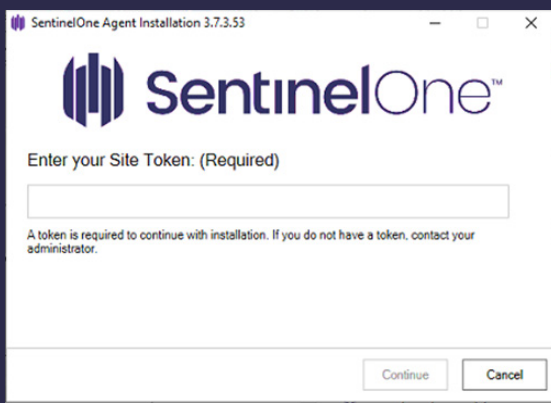 SentinelOne Agent Installation 3.7.3.53
SentinelOne™
Enter your Site Token: (Required)
A token is required to continue with installation. If you do not have a token, contact your
administrator.
Continue Cancel